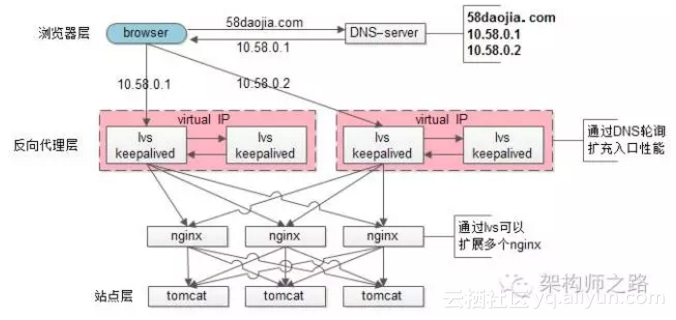 58daojia.com
58daojia.com
浏览器层
browser
DNS-server
10.58.0.1
10.58.0.1
10.58.0.2
10.58.0.1
10.58.0.2
virtual IP
virtual IP
反向代理层
lvs
keepalived
lvs
keepalived
lvs
keepalived
lvs
keepalived
通过DNS轮询
扩充入口性能
nginx
nginx
nginx
通过lvs可以
扩展多个nginx
站点层
tomcat
tomcat
tomcat
架构师之路
云栖社区 yq.aliyun.com